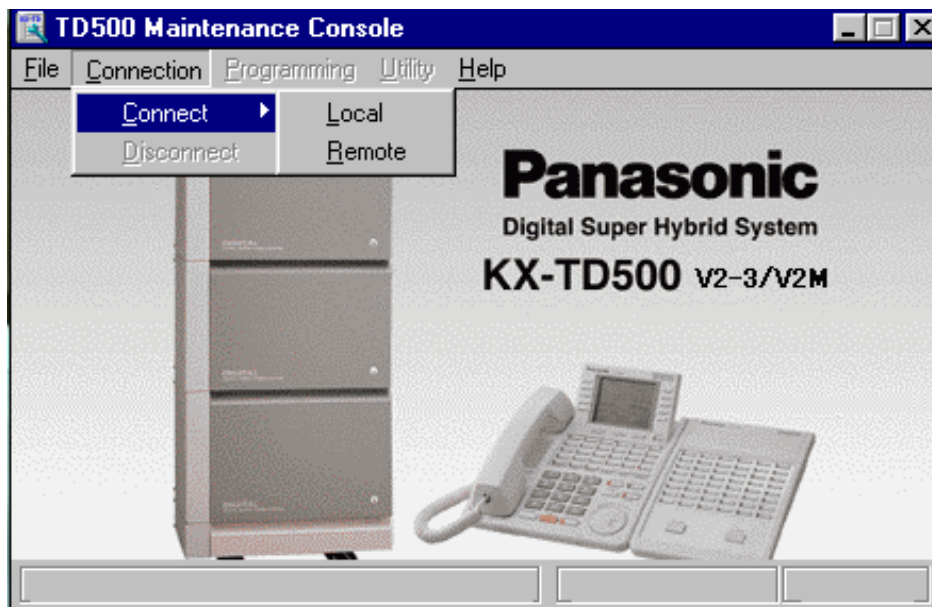 TD500 Maintenance Console
File Connection Programming Utility Help
Connect Local
Disconnect Remote
Panasonic
Digital Super Hybrid System
KX-TD500 V2-3/V2M